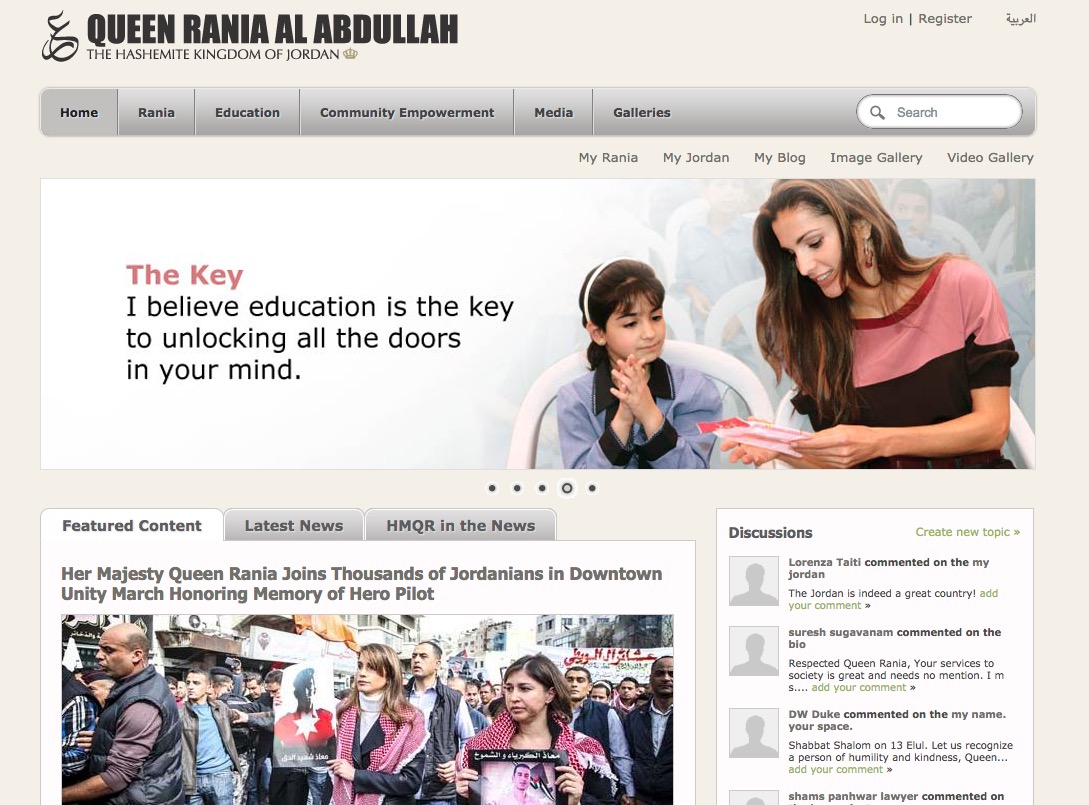 QUEEN RANIA AL ABDULLAH
THE HASHEMITE KINGDOM OF JORDAN
Log in | Register
العربية
Home
Rania
Education
Community Empowerment
Media
Galleries
Search
My Rania
My Jordan
My Blog
Image Gallery
Video Gallery
The Key
I believe education is the key
to unlocking all the doors
in your mind.
Featured Content
Latest News
HMQR in the News
Her Majesty Queen Rania Joins Thousands of Jordanians in Downtown
Unity March Honoring Memory of Hero Pilot
معاذ شهيد الحق
معاذ الكبرياء و الشموخ
Discussions
Create new topic »
Lorenza Taiti commented on the my
jordan
The Jordan is indeed a great country! add
your comment »
suresh sugavanam commented on the
bio
Respected Queen Rania, Your services to
society is great and needs no mention. I m
s.... add your comment »
DW Duke commented on the my name.
your space.
Shabbat Shalom on 13 Elul. Let us recognize
a person of humility and kindness, Queen...
add your comment »
shams panhwar lawyer commented on